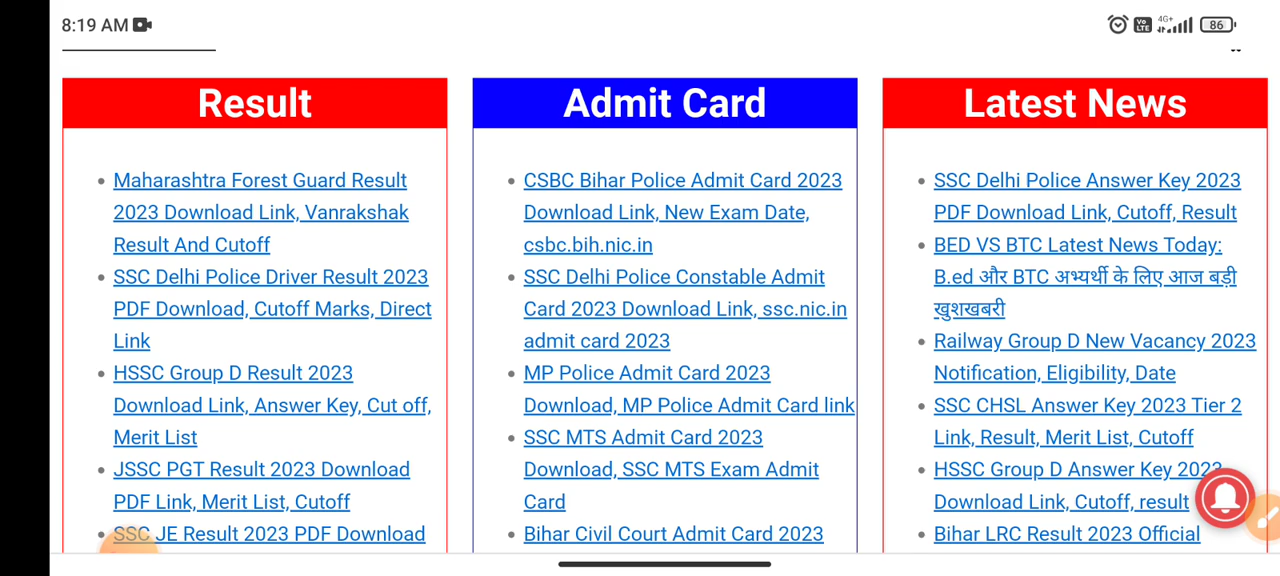 8:19 AM
Vo LTE 4G+ 86
Result
Maharashtra Forest Guard Result
2023 Download Link, Vanrakshak
Result And Cutoff
SSC Delhi Police Driver Result 2023
PDF Download, Cutoff Marks, Direct
Link
HSSC Group D Result 2023
Download Link, Answer Key, Cut off,
Merit List
JSSC PGT Result 2023 Download
PDF Link, Merit List, Cutoff
SSC JE Result 2023 PDF Download
Admit Card
CSBC Bihar Police Admit Card 2023
Download Link, New Exam Date,
csbc.bih.nic.in
SSC Delhi Police Constable Admit
Card 2023 Download Link, ssc.nic.in
admit card 2023
MP Police Admit Card 2023
Download, MP Police Admit Card link
SSC MTS Admit Card 2023
Download, SSC MTS Exam Admit
Card
Bihar Civil Court Admit Card 2023
Latest News
SSC Delhi Police Answer Key 2023
PDF Download Link, Cutoff, Result
BED VS BTC Latest News Today:
B.ed और BTC अभ्यर्थी के लिए आज बड़ी
खुशखबरी
Railway Group D New Vacancy 2023
Notification, Eligibility, Date
SSC CHSL Answer Key 2023 Tier 2
Link, Result, Merit List, Cutoff
HSSC Group D Answer Key 2023
Download Link, Cutoff, result
Bihar LRC Result 2023 Official